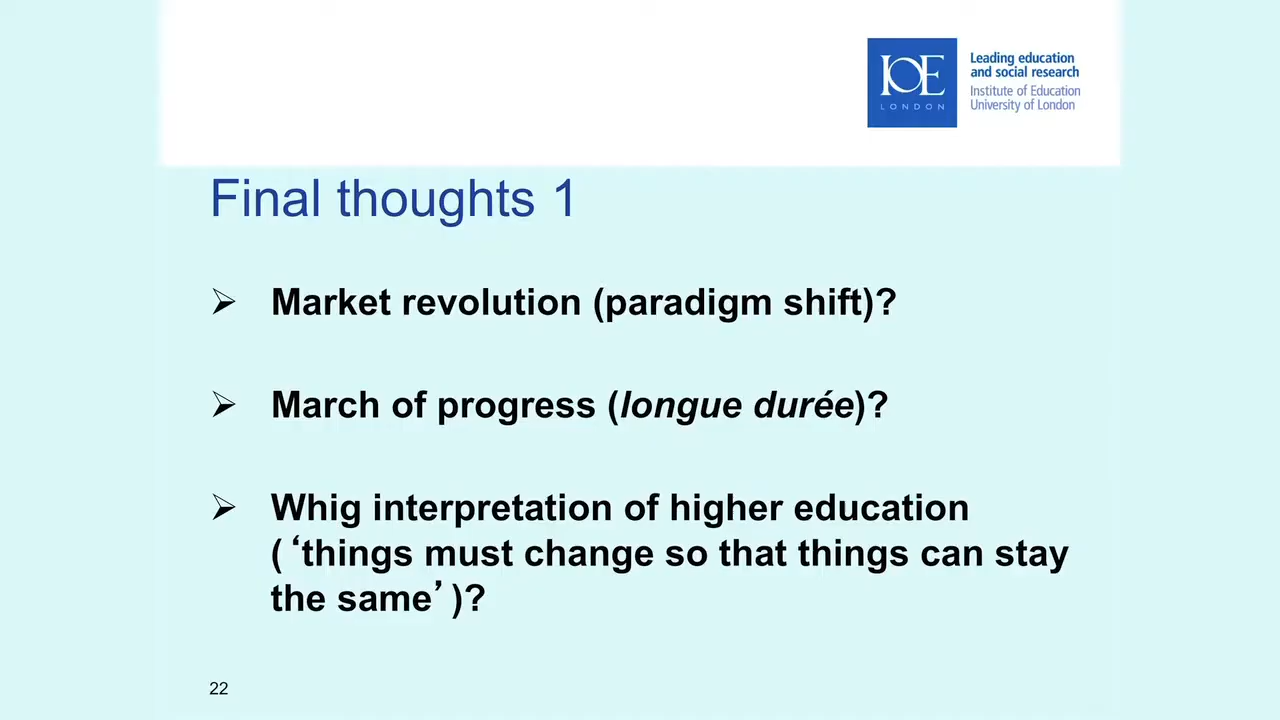 IOE
LONDON
Leading education
and social research
Institute of Education
University of London
Final thoughts 1
➢ Market revolution (paradigm shift)?
➢ March of progress (longue durée)?
➢ Whig interpretation of higher education
(‘things must change so that things can stay
the same’)?
22